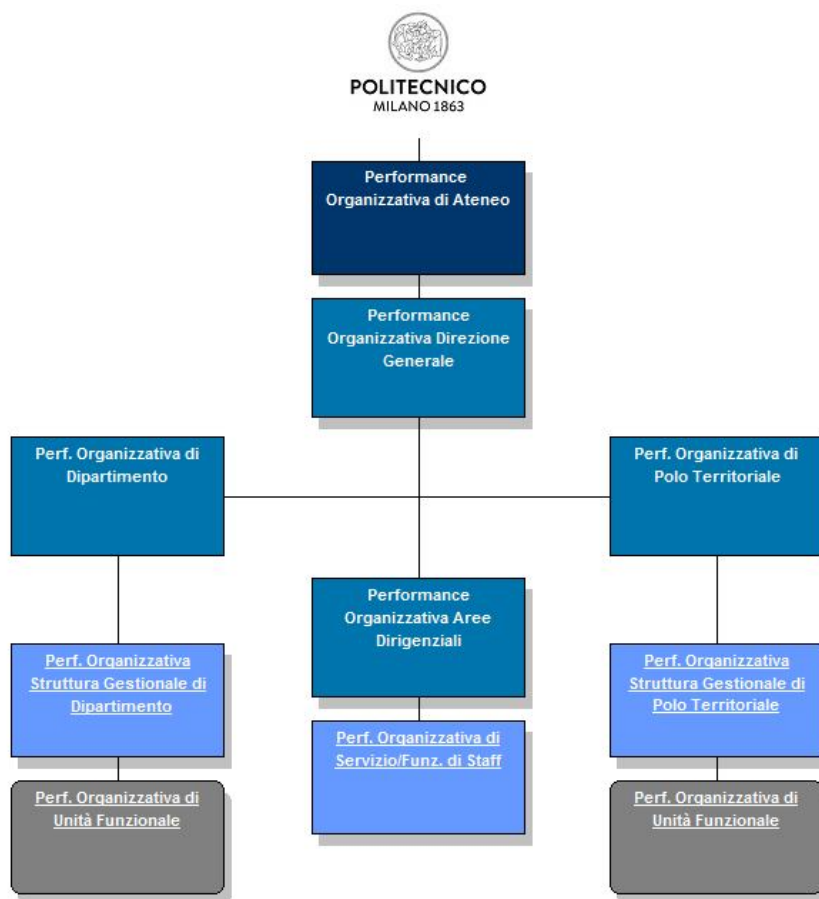 POLITECNICO
MILANO 1863
Performance
Organizzativa di Ateneo
Performance
Organizzativa Direzione
Generale
Perf. Organizzativa di
Dipartimento
Perf. Organizzativa di
Polo Territoriale
Performance
Organizzativa Aree
Dirigenziali
Perf. Organizzativa
Struttura Gestionale di
Dipartimento
Perf. Organizzativa
Struttura Gestionale di
Polo Territoriale
Perf. Organizzativa di
Servizio/Funz. di Staff
Perf. Organizzativa di
Unità Funzionale
Perf. Organizzativa di
Unità Funzionale